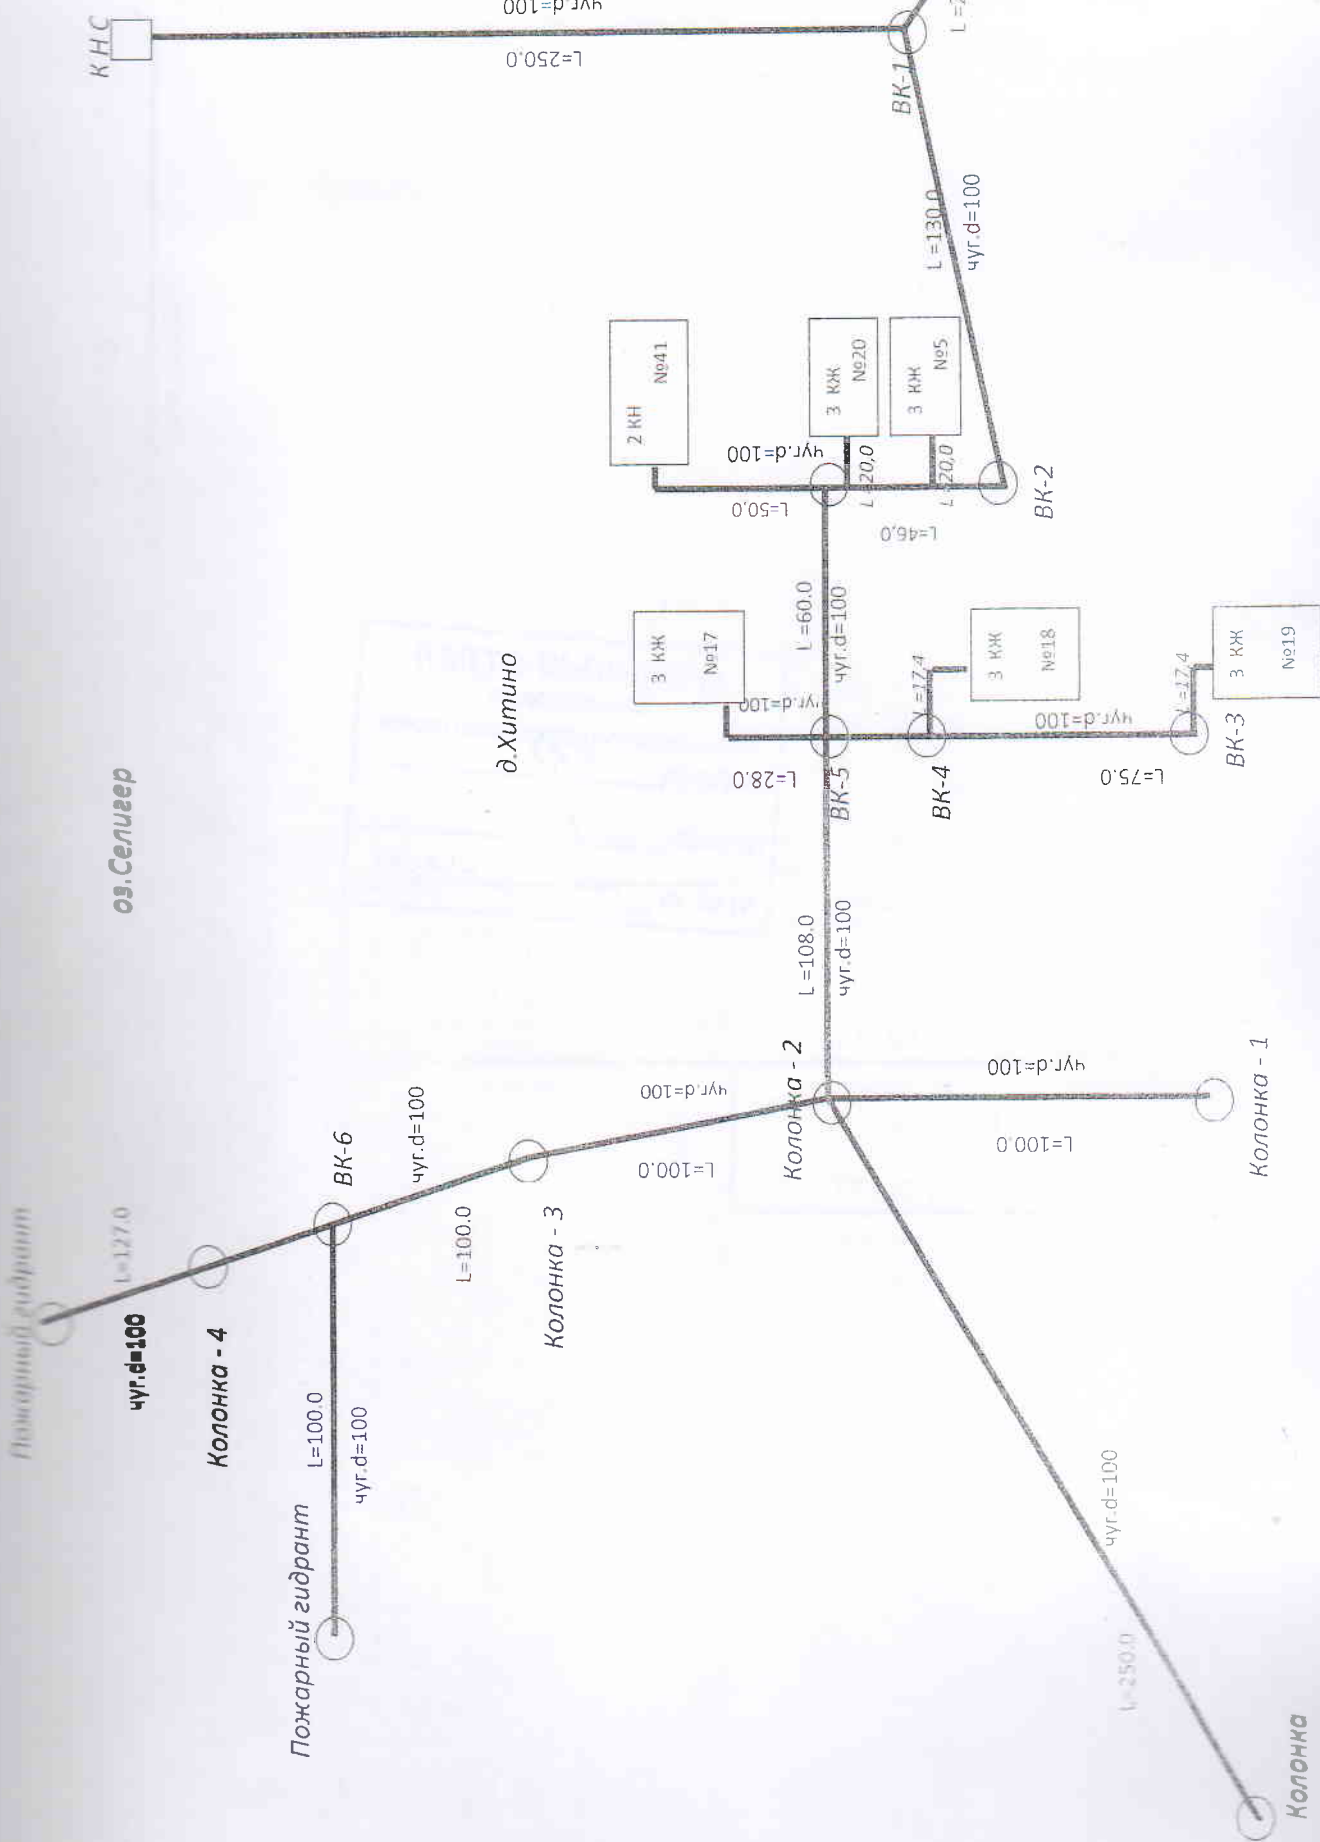 КНС
чуг.d=100
L=250.0
ВК-1
L =2
L =130.0
чуг.d=100
2 КН
№41
3 КЖ
№20
3 КЖ
№5
чуг.d=100
L=50,0
L=20,0
L=20,0
L=46,0
ВК-2
д.Хитино
3 КЖ
№17
L =60.0
чуг.d=100
чуг.d=100
L=28.0
ВК-5
L =17,4
3 КЖ
№18
ВК-4
чуг.d=100
L=75.0
L =17,4
3 КЖ
№19
ВК-3
оз.Селигер
L =108.0
чуг.d=100
Колонка - 2
чуг.d=100
L=100.0
Колонка - 1
чуг.d=100
L=100.0
Колонка - 3
чуг.d=100
L=100.0
ВК-6
Пожарный гидрант
L=127.0
чуг.d=100
Колонка - 4
L=100.0
чуг.d=100
Пожарный гидрант
чуг.d=100
L=250.0
Колонка